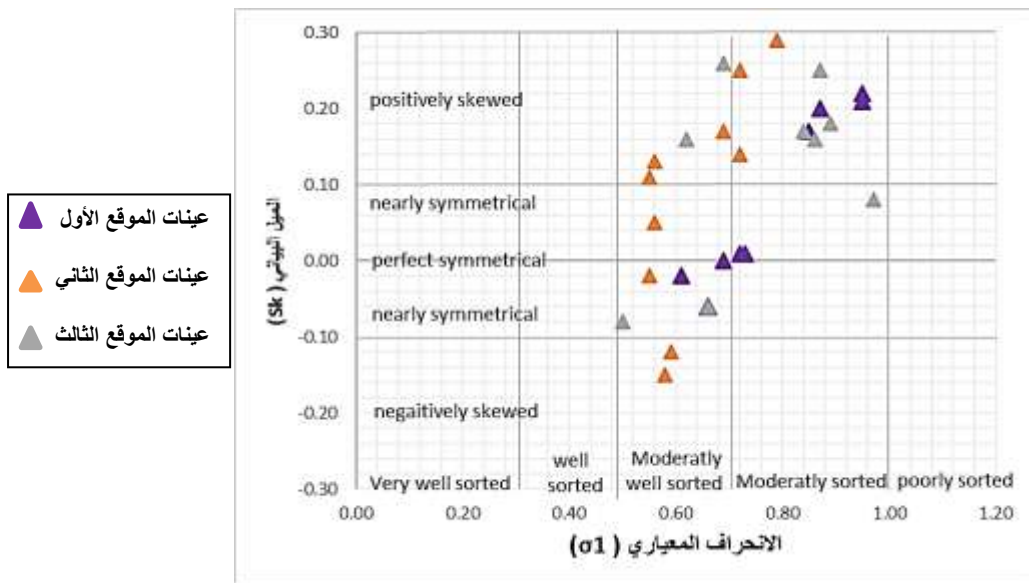 عينات الموقع الأول
عينات الموقع الثاني
عينات الموقع الثالث
الميل البياني (Sk)
0.30
0.20
0.10
0.00
-0.10
-0.20
-0.30
positively skewed
nearly symmetrical
perfect symmetrical
nearly symmetrical
negaitively skewed
Very well sorted
well
sorted
Moderatly
well sorted
Moderatly sorted
poorly sorted
0.00 0.20 0.40 0.60 0.80 1.00 1.20
الانحراف المعياري (σ1)